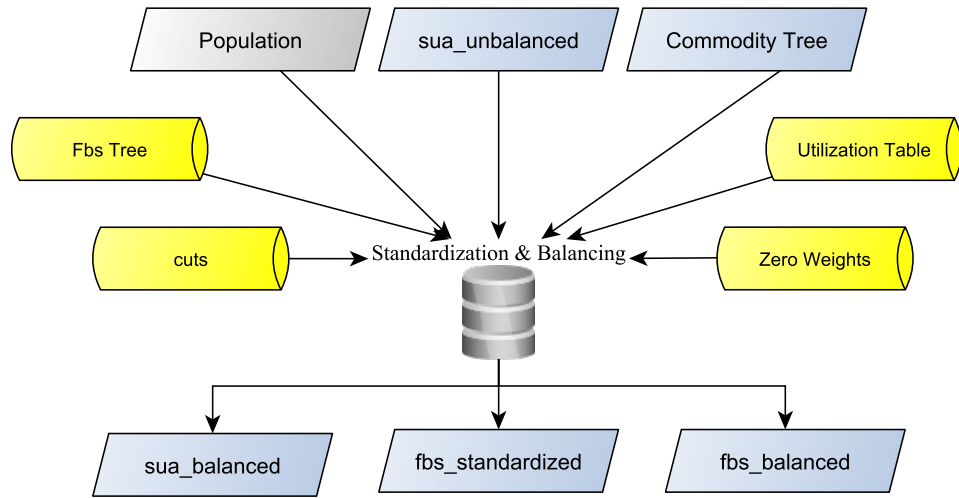 Population
sua_unbalanced
Commodity Tree
Fbs Tree
Utilization Table
Standardization & Balancing
cuts
Zero Weights
sua_balanced
fbs_standardized
fbs_balanced